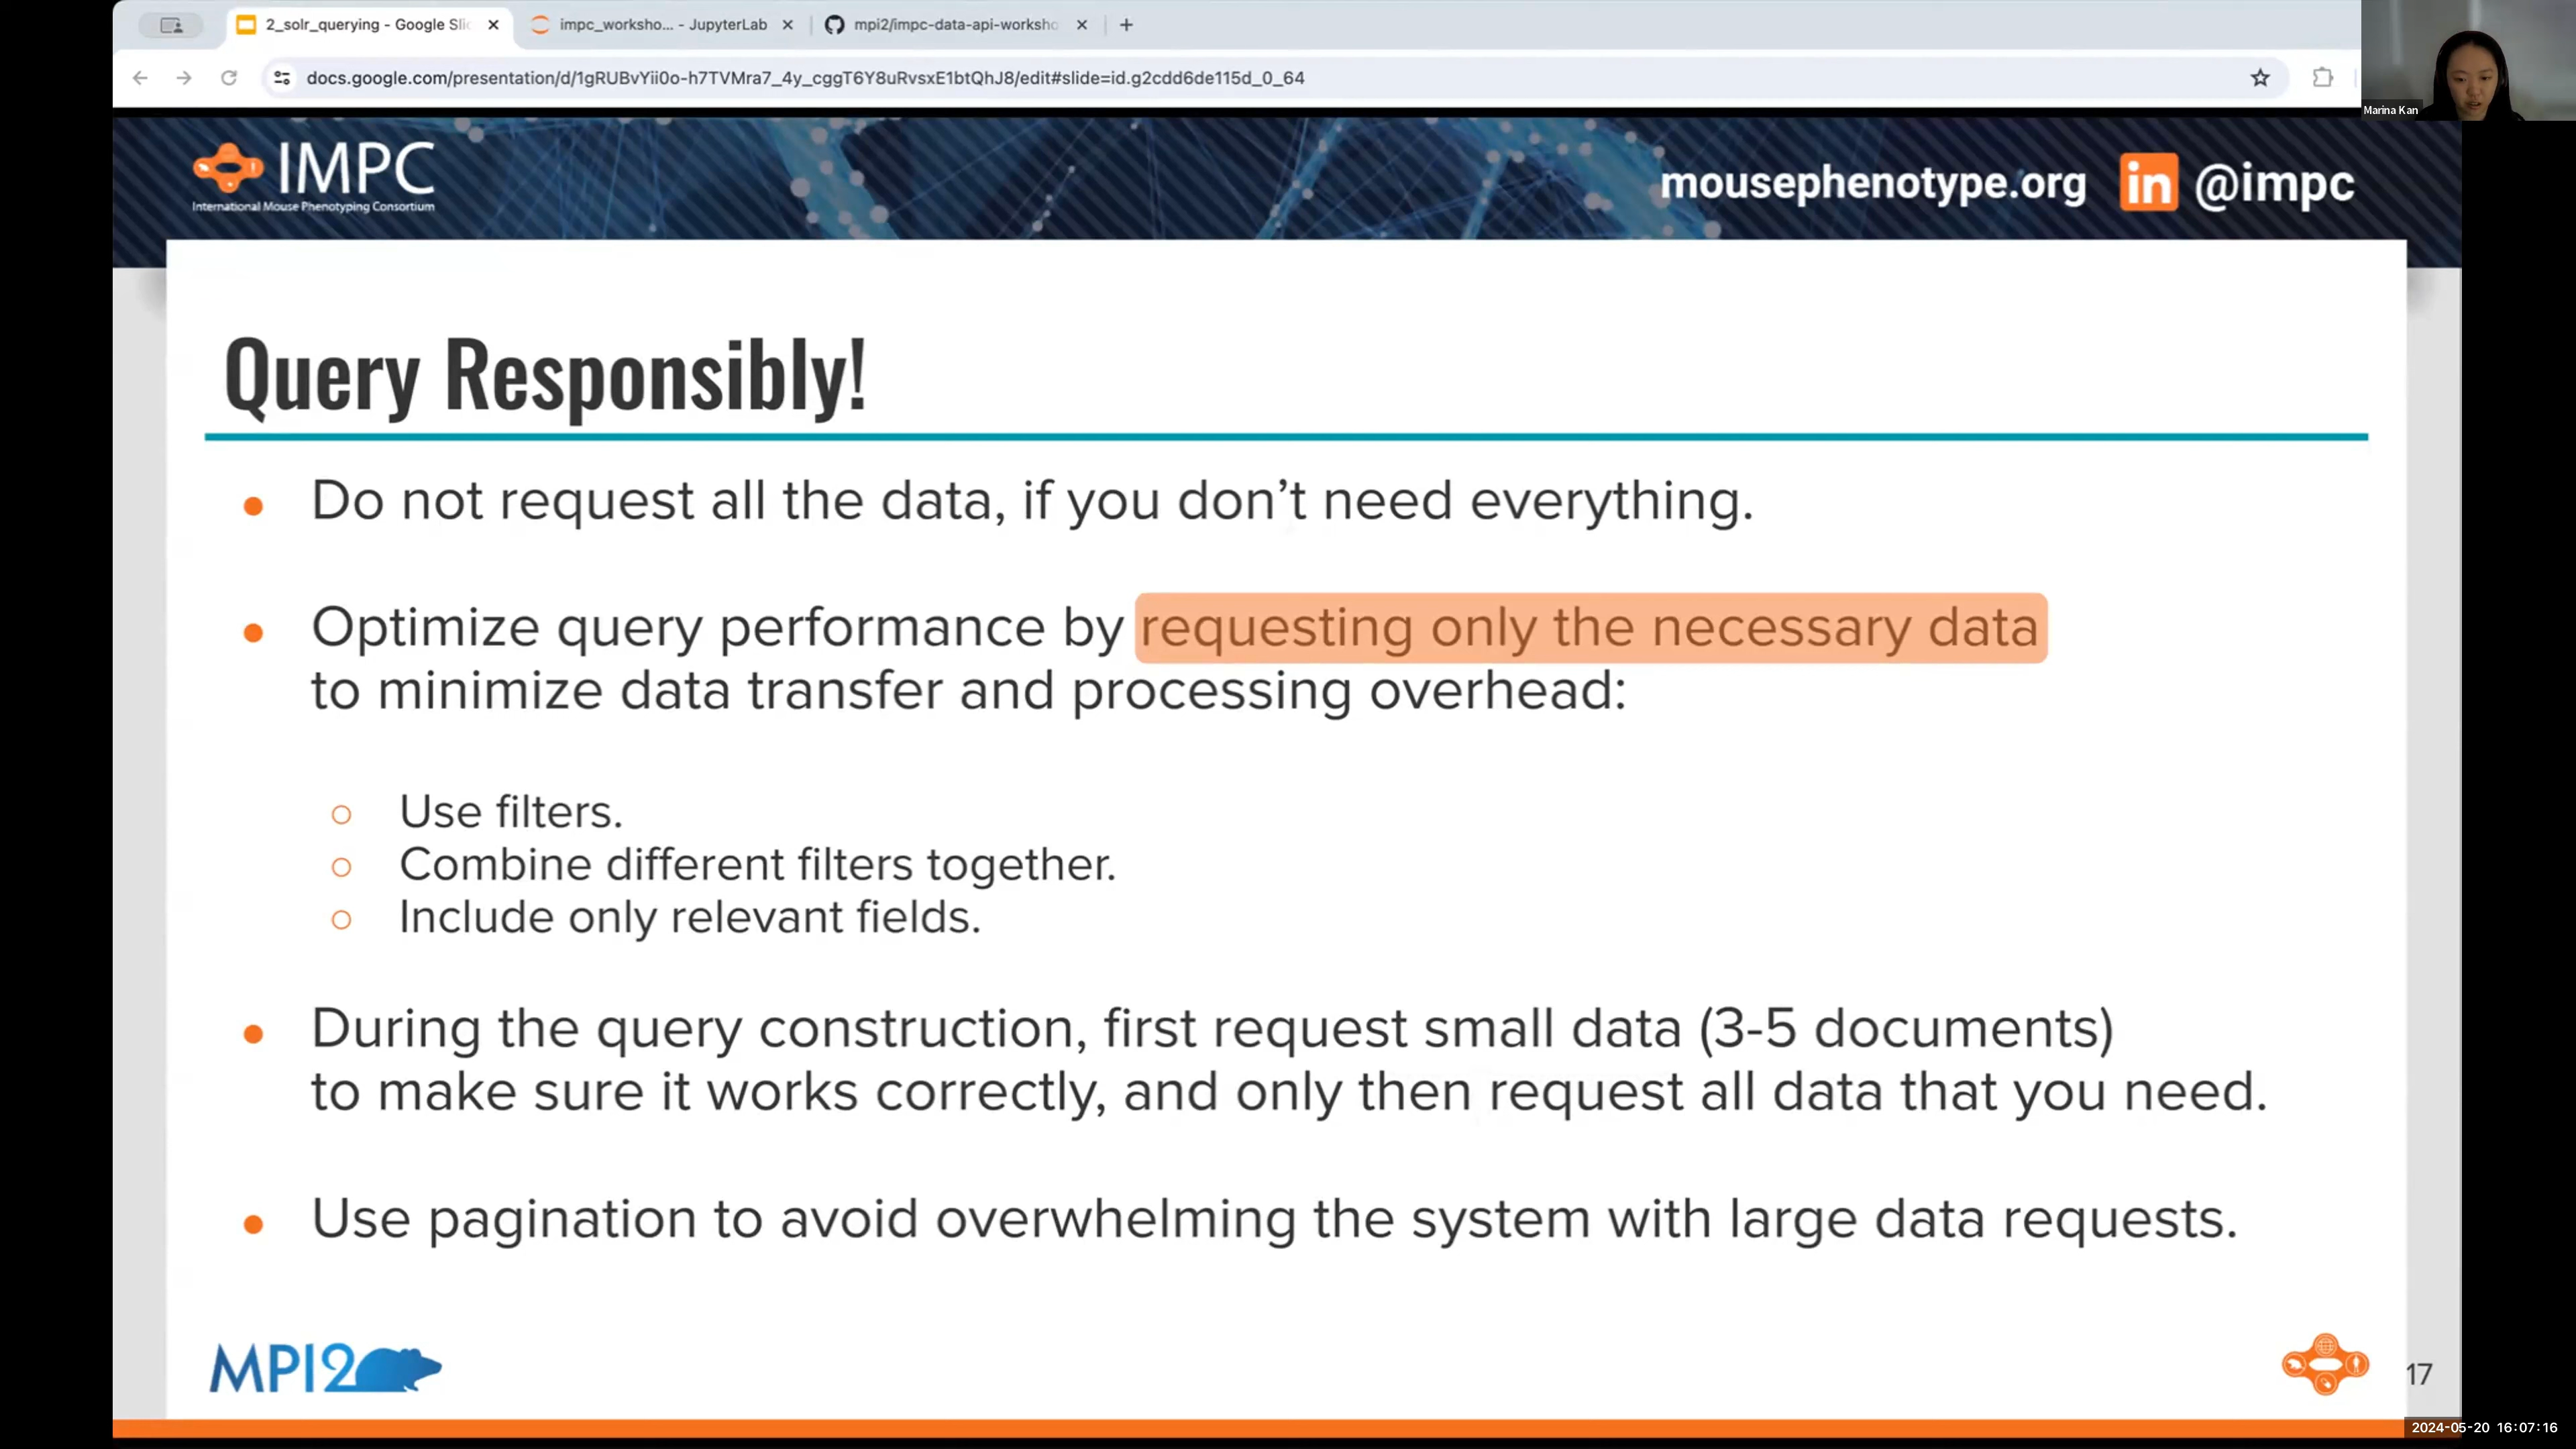 2_solr_querying - Google Slic
impc_worksho... - JupyterLab
mpi2/impc-data-api-worksho
docs.google.com/presentation/d/1gRUBvYii0o-h7TVMra7_4y_cggT6Y8uRvsxE1btQhJ8/edit#slide=id.g2cdd6de115d_0_64
Marina Kan
IMPC
International Mouse Phenotyping Consortium
mousephenotype.org in @impc
Query Responsibly!
Do not request all the data, if you don't need everything.
Optimize query performance by requesting only the necessary data
to minimize data transfer and processing overhead:
Use filters.
Combine different filters together.
Include only relevant fields.
During the query construction, first request small data (3-5 documents)
to make sure it works correctly, and only then request all data that you need.
Use pagination to avoid overwhelming the system with large data requests.
MPI2
17
2024-05-20 16:07:16